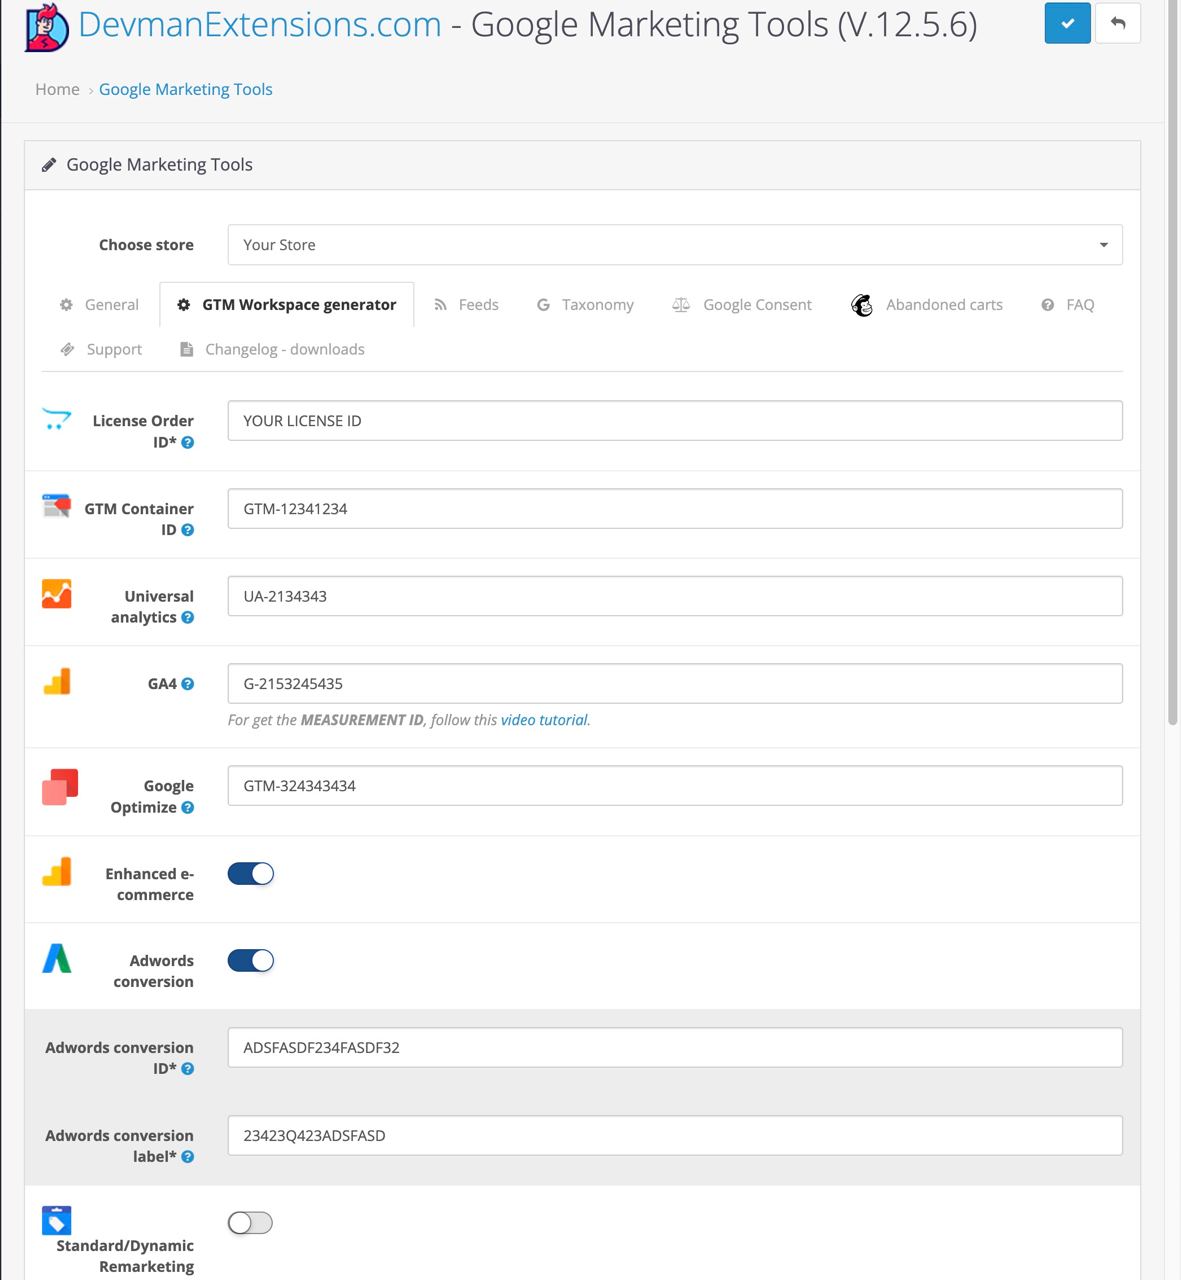 DevmanExtensions.com - Google Marketing Tools (V.12.5.6)
Home › Google Marketing Tools
Google Marketing Tools
Choose store
Your Store
General
GTM Workspace generator
Feeds
Taxonomy
Google Consent
Abandoned carts
FAQ
Support
Changelog - downloads
License Order
ID*
YOUR LICENSE ID
GTM Container
ID
GTM-12341234
Universal
analytics
UA-2134343
GA4
G-2153245435
For get the MEASUREMENT ID, follow this video tutorial.
Google
Optimize
GTM-324343434
Enhanced e-
commerce
Adwords
conversion
Adwords conversion
ID*
ADSFASDF234FASDF32
Adwords conversion
label*
23423Q423ADSFASD
Standard/Dynamic
Remarketing